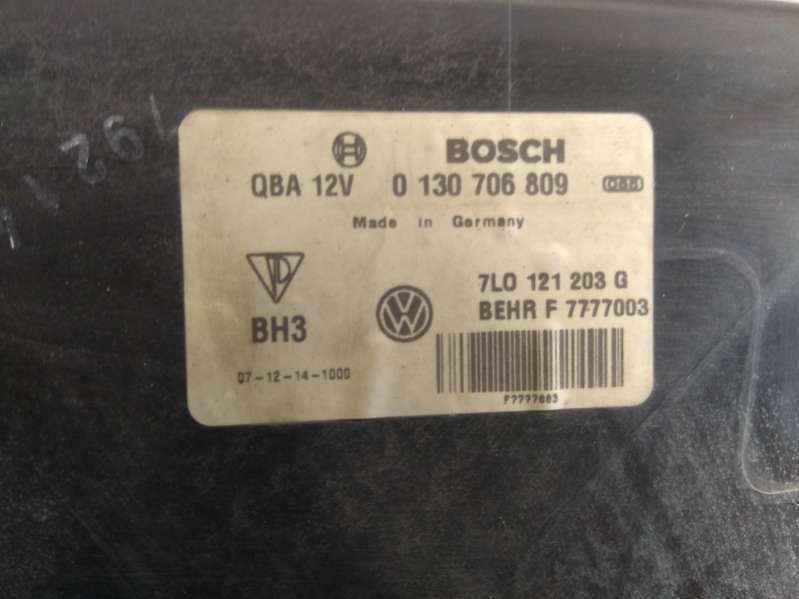 BOSCH
QBA 12V 0 130 706 809
Made in Germany
7L0 121 203 G
BEHR F 7777003
BH3
07-12-14-1000
F7777003